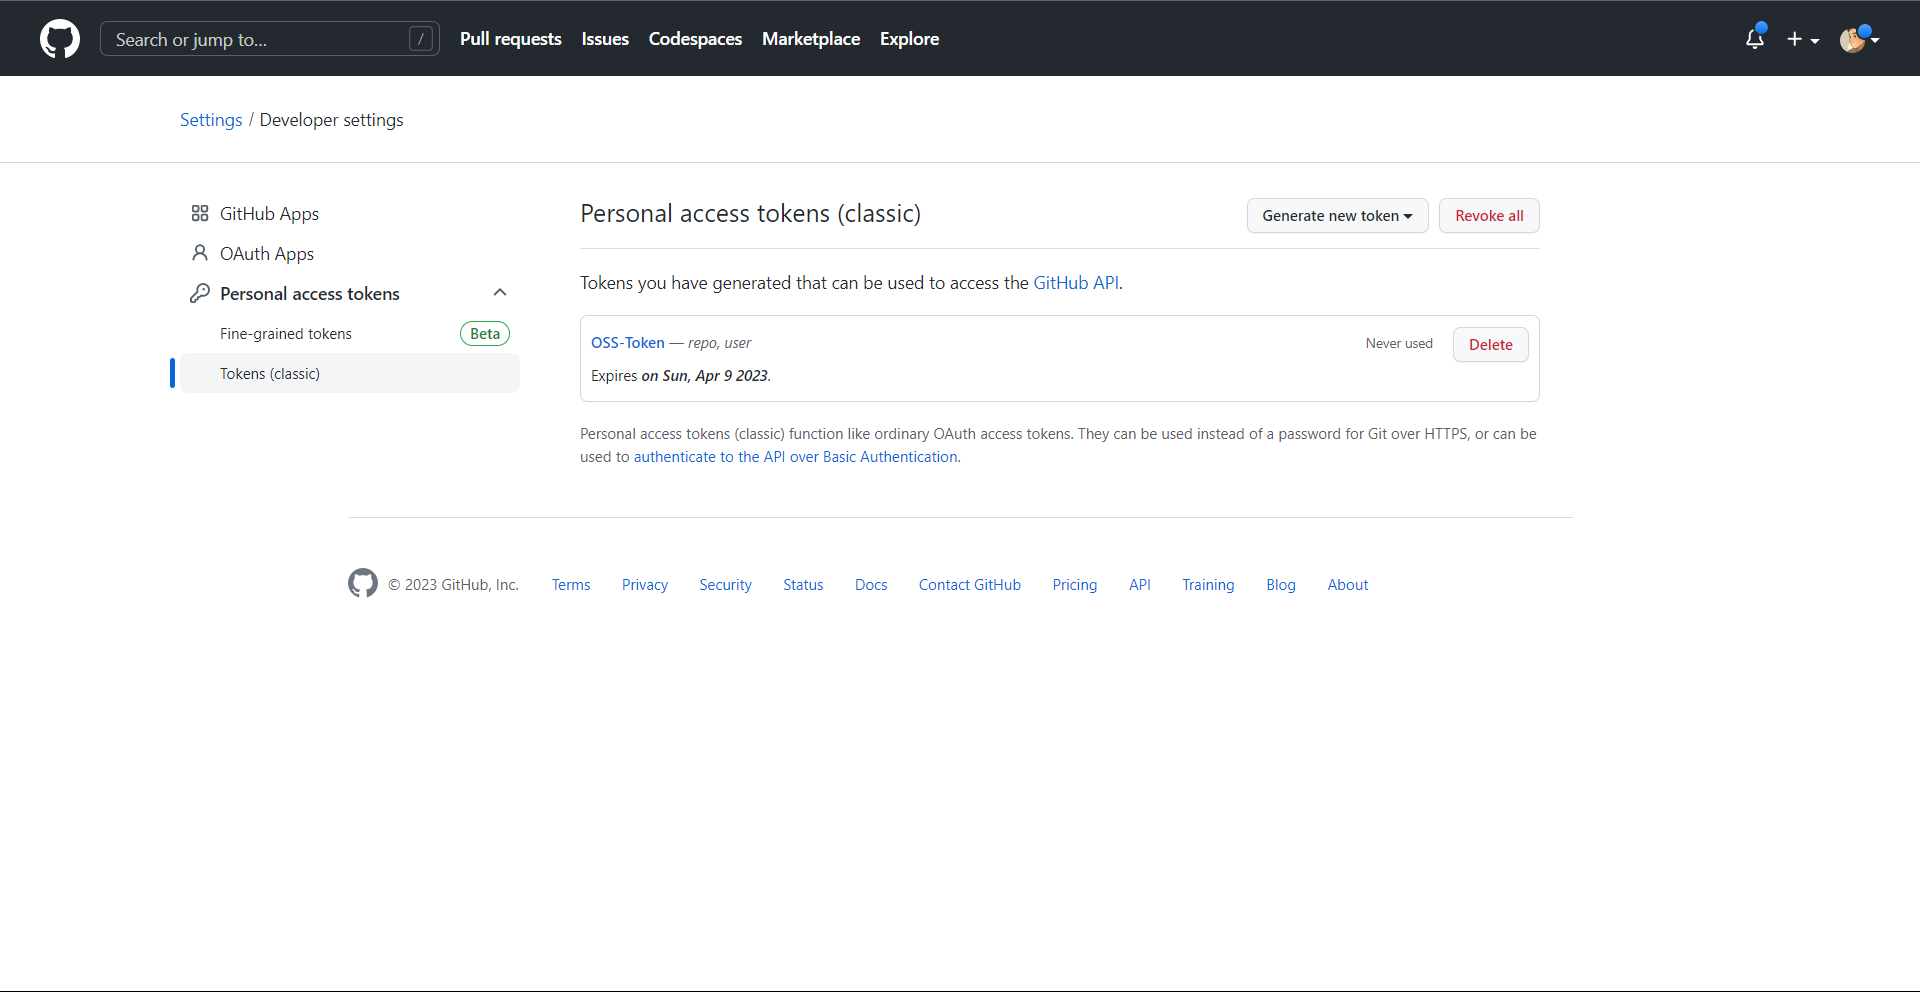 Search or jump to... /
Pull requests Issues Codespaces Marketplace Explore
Settings / Developer settings
GitHub Apps
OAuth Apps
Personal access tokens
Fine-grained tokens Beta
Tokens (classic)
Personal access tokens (classic)
Generate new token Revoke all
Tokens you have generated that can be used to access the GitHub API.
OSS-Token — repo, user Never used Delete
Expires on Sun, Apr 9 2023.
Personal access tokens (classic) function like ordinary OAuth access tokens. They can be used instead of a password for Git over HTTPS, or can be
used to authenticate to the API over Basic Authentication.
© 2023 GitHub, Inc. Terms Privacy Security Status Docs Contact GitHub Pricing API Training Blog About